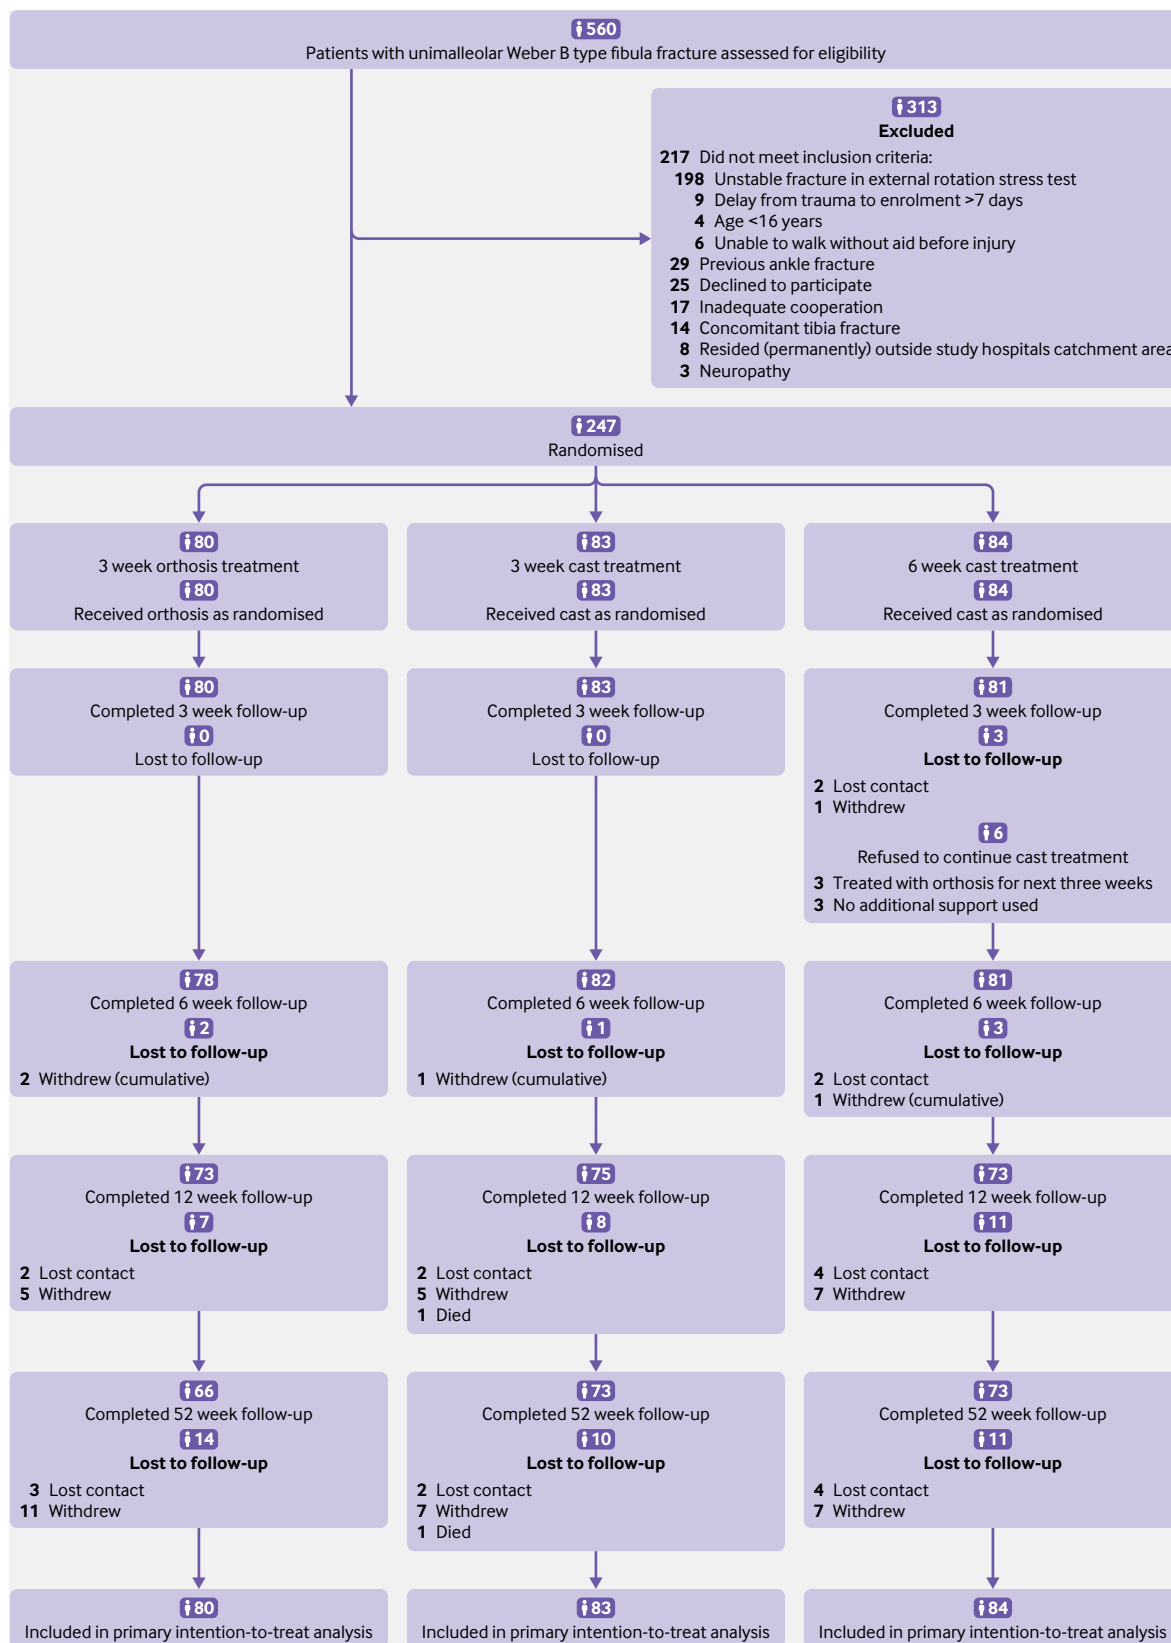 560
Patients with unimalleolar Weber B type fibula fracture assessed for eligibility
313
Excluded
217 Did not meet inclusion criteria:
198 Unstable fracture in external rotation stress test
9 Delay from trauma to enrolment >7 days
4 Age <16 years
6 Unable to walk without aid before injury
29 Previous ankle fracture
25 Declined to participate
17 Inadequate cooperation
14 Concomitant tibia fracture
8 Resided (permanently) outside study hospitals catchment area
3 Neuropathy
247
Randomised
80
3 week orthosis treatment
80
Received orthosis as randomised
83
3 week cast treatment
83
Received cast as randomised
84
6 week cast treatment
84
Received cast as randomised
80
Completed 3 week follow-up
0
Lost to follow-up
83
Completed 3 week follow-up
0
Lost to follow-up
81
Completed 3 week follow-up
3
Lost to follow-up
2 Lost contact
1 Withdrew
6
Refused to continue cast treatment
3 Treated with orthosis for next three weeks
3 No additional support used
78
Completed 6 week follow-up
2
Lost to follow-up
2 Withdrew (cumulative)
82
Completed 6 week follow-up
1
Lost to follow-up
1 Withdrew (cumulative)
81
Completed 6 week follow-up
3
Lost to follow-up
2 Lost contact
1 Withdrew (cumulative)
73
Completed 12 week follow-up
7
Lost to follow-up
2 Lost contact
5 Withdrew
75
Completed 12 week follow-up
8
Lost to follow-up
2 Lost contact
5 Withdrew
1 Died
73
Completed 12 week follow-up
11
Lost to follow-up
4 Lost contact
7 Withdrew
66
Completed 52 week follow-up
14
Lost to follow-up
3 Lost contact
11 Withdrew
73
Completed 52 week follow-up
10
Lost to follow-up
2 Lost contact
7 Withdrew
1 Died
73
Completed 52 week follow-up
11
Lost to follow-up
4 Lost contact
7 Withdrew
80
Included in primary intention-to-treat analysis
83
Included in primary intention-to-treat analysis
84
Included in primary intention-to-treat analysis